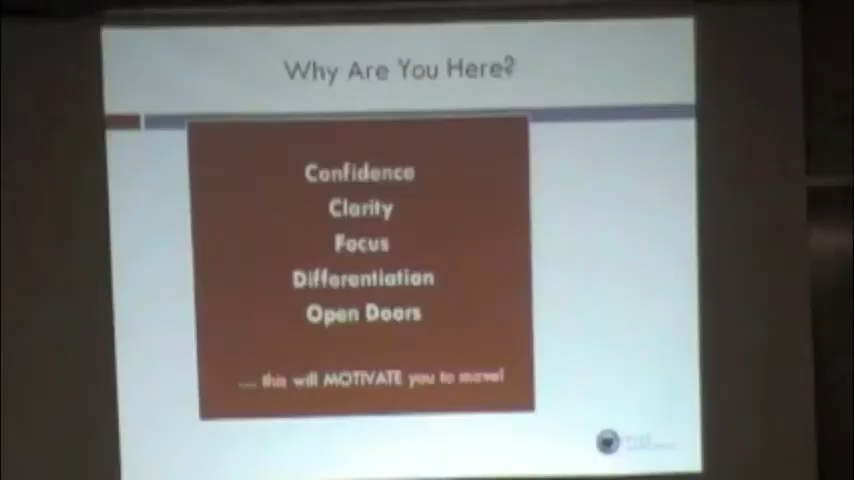 Why Are You Here?
Confidence
Clarity
Focus
Differentiation
Open Doors
.... this will MOTIVATE you to move!